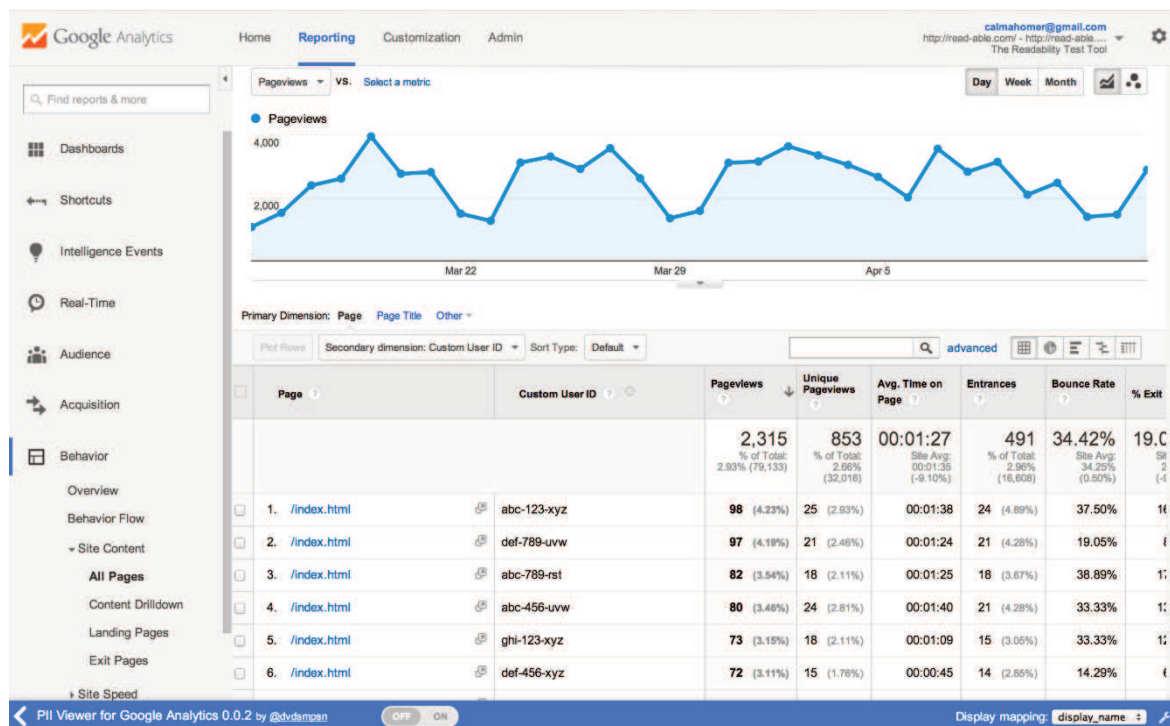 Google Analytics
Home Reporting Customization Admin
calmahomer@gmail.com
http://read-able.com/ - http://read-able....
The Readability Test Tool
Find reports & more
Dashboards
Shortcuts
Intelligence Events
Real-Time
Audience
Acquisition
Behavior
Overview
Behavior Flow
Site Content
All Pages
Content Drilldown
Landing Pages
Exit Pages
Site Speed
Pageviews VS. Select a metric
Day Week Month
Pageviews
4,000
2,000
Mar 22 Mar 29 Apr 5
Primary Dimension: Page Page Title Other
Plot Rows Secondary dimension: Custom User ID Sort Type: Default advanced
Page ? Custom User ID ? Pageviews ? Unique Pageviews ? Avg. Time on Page ? Entrances ? Bounce Rate ? % Exit
2,315 853 00:01:27 491 34.42% 19.0
% of Total: 2.93% (79,133) % of Total: 2.66% (32,016) Site Avg: 00:01:35 (-9.10%) % of Total: 2.96% (16,608) Site Avg: 34.25% (0.50%)
1. /index.html abc-123-xyz 98 (4.23%) 25 (2.93%) 00:01:38 24 (4.89%) 37.50%
2. /index.html def-789-uvw 97 (4.19%) 21 (2.46%) 00:01:24 21 (4.28%) 19.05%
3. /index.html abc-789-rst 82 (3.54%) 18 (2.11%) 00:01:25 18 (3.67%) 38.89%
4. /index.html abc-456-uvw 80 (3.46%) 24 (2.81%) 00:01:40 21 (4.28%) 33.33%
5. /index.html ghi-123-xyz 73 (3.15%) 18 (2.11%) 00:01:09 15 (3.05%) 33.33%
6. /index.html def-456-xyz 72 (3.11%) 15 (1.76%) 00:00:45 14 (2.85%) 14.29%
PII Viewer for Google Analytics 0.0.2 by @dvdsmpsn OFF ON Display mapping: display_name